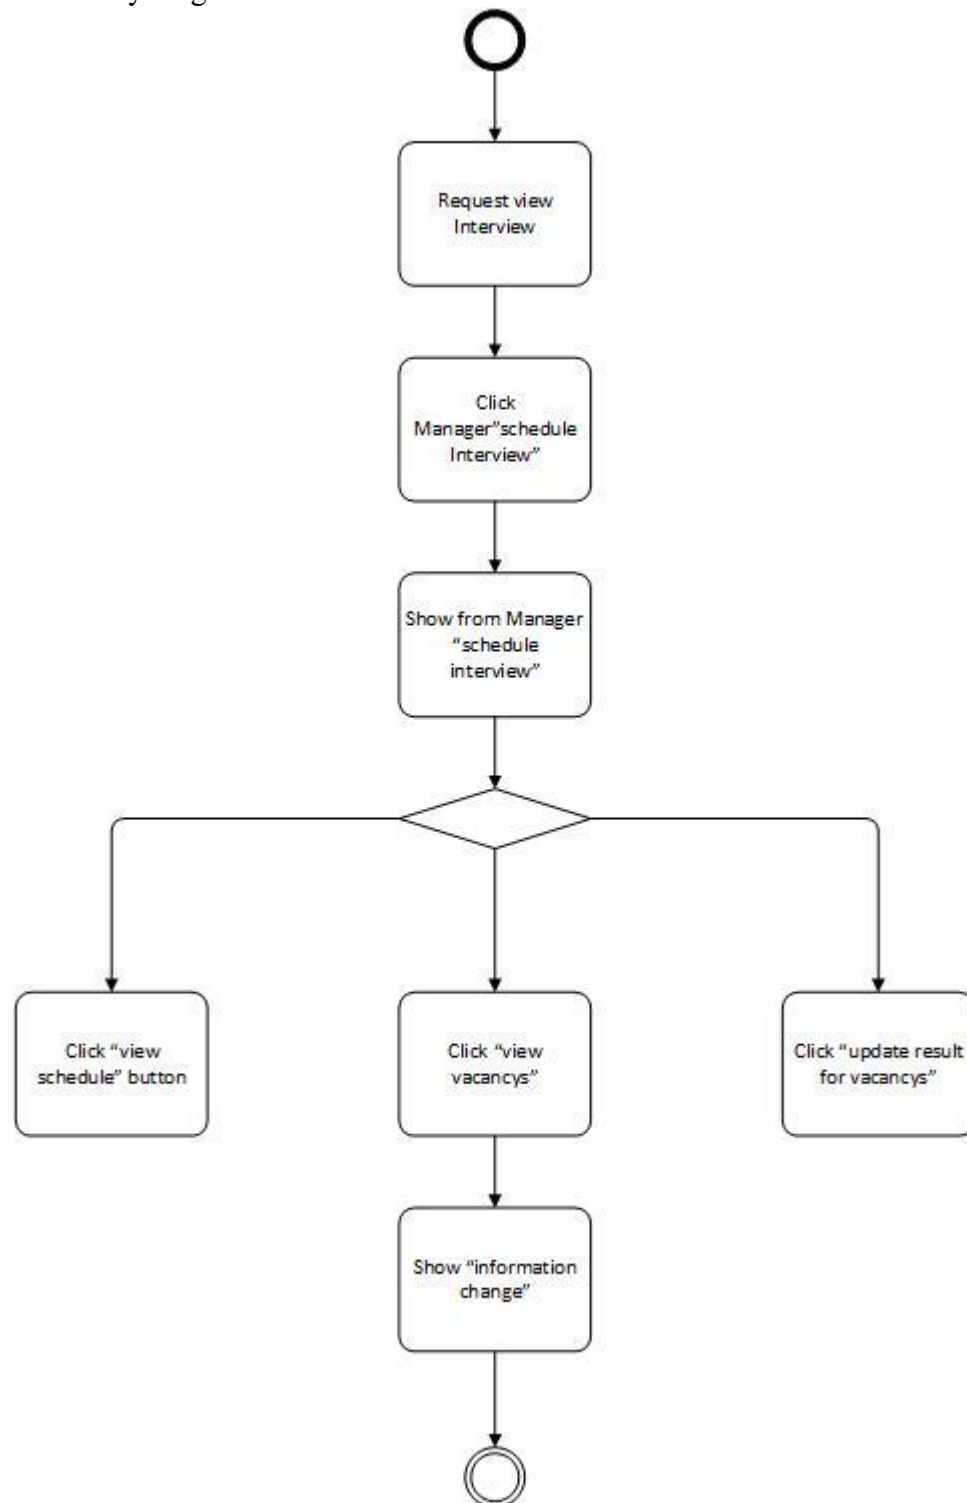 Request view
Interview
Click
Manager”schedule
Interview”
Show from Manager
“schedule
interview”
Click “view
schedule” button
Click “view
vacancys”
Click “update result
for vacancys”
Show “information
change”